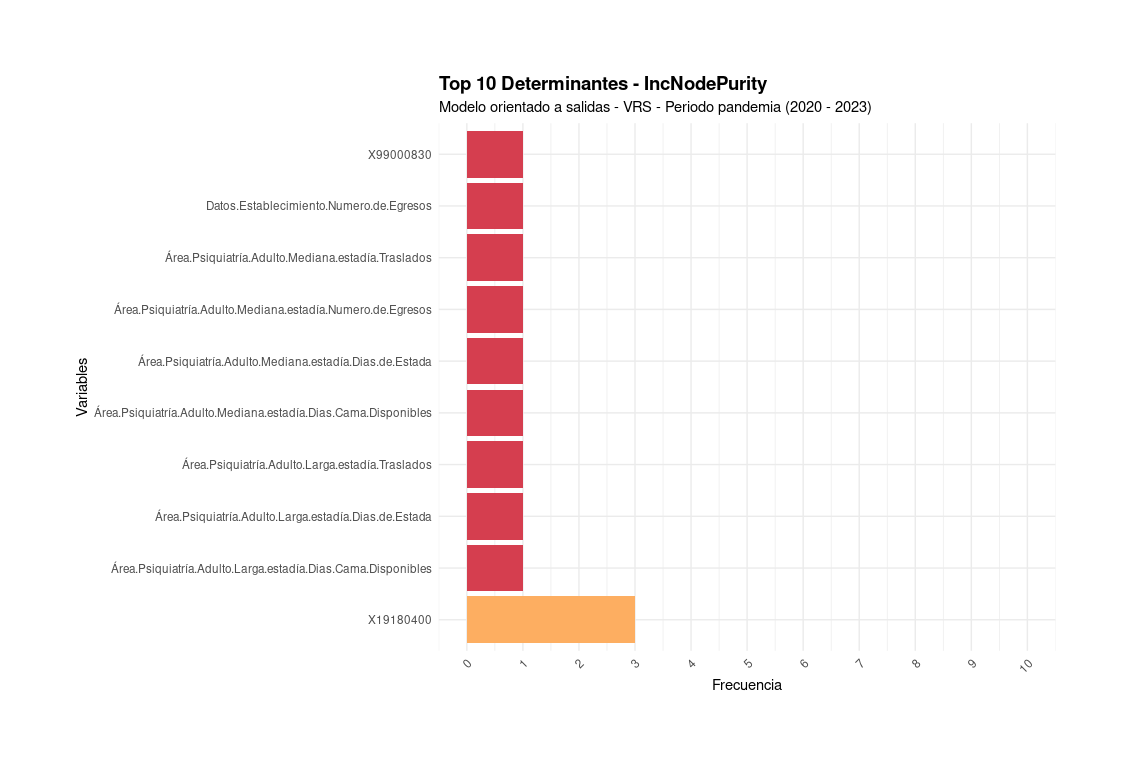 Top 10 Determinantes - IncNodePurity
Modelo orientado a salidas - VRS - Periodo pandemia (2020 - 2023)
Variables
X99000830
Datos.Establecimiento.Numero.de.Egresos
Área.Psiquiatría.Adulto.Mediana.estadía.Traslados
Área.Psiquiatría.Adulto.Mediana.estadía.Numero.de.Egresos
Área.Psiquiatría.Adulto.Mediana.estadía.Dias.de.Estada
Área.Psiquiatría.Adulto.Mediana.estadía.Dias.Cama.Disponibles
Área.Psiquiatría.Adulto.Larga.estadía.Traslados
Área.Psiquiatría.Adulto.Larga.estadía.Dias.de.Estada
Área.Psiquiatría.Adulto.Larga.estadía.Dias.Cama.Disponibles
X19180400
0 1 2 3 4 5 6 7 8 9 10
Frecuencia